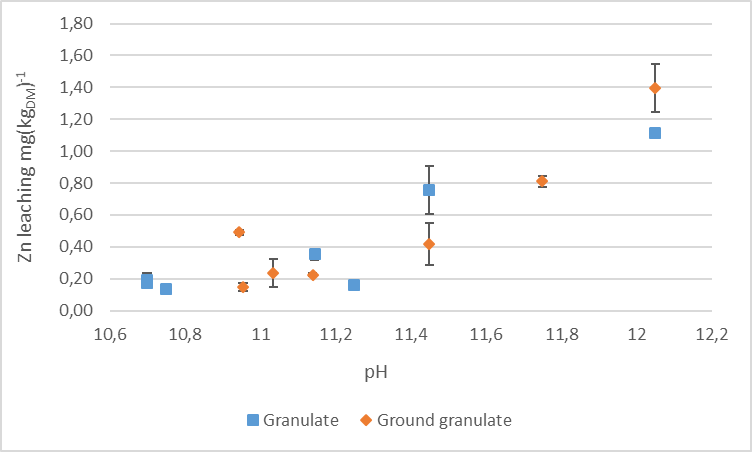 1,80
1,60
1,40
1,20
1,00
0,80
0,60
0,40
0,20
0,00
Zn leaching mg(kgDM)-1
10,6 10,8 11 11,2 11,4 11,6 11,8 12 12,2
pH
Granulate Ground granulate